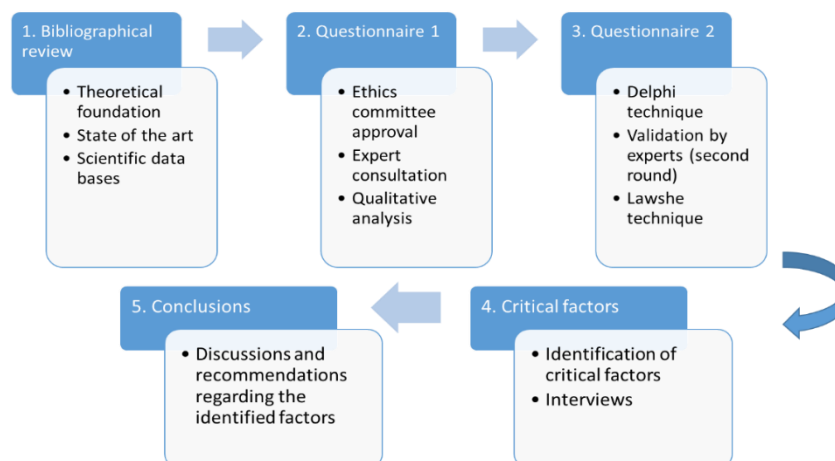 1. Bibliographical
review
• Theoretical
foundation
• State of the art
• Scientific data
bases
2. Questionnaire 1
• Ethics
committee
approval
• Expert
consultation
• Qualitative
analysis
3. Questionnaire 2
• Delphi
technique
• Validation by
experts (second
round)
• Lawshe
technique
4. Critical factors
• Identification of
critical factors
• Interviews
5. Conclusions
• Discussions and
recommendations
regarding the
identified factors